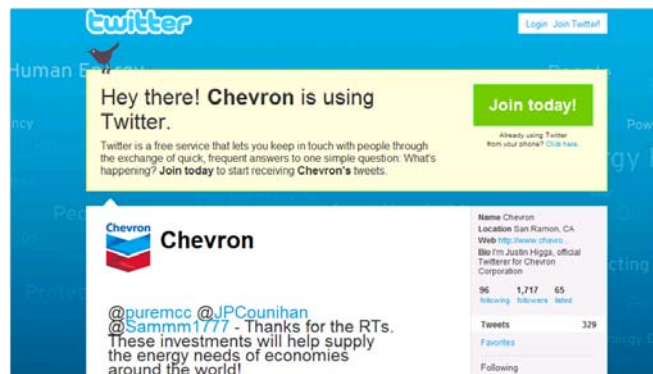 twitter
Login Join Twitter!
Human Energy
Hey there! Chevron is using
Twitter.
Twitter is a free service that lets you keep in touch with people through
the exchange of quick, frequent answers to one simple question: What's
happening? Join today to start receiving Chevron's tweets.
Join today!
Already using Twitter
from your phone? Click here.
Chevron
Chevron
@puremcc @JPCounihan
@Sammm1777 - Thanks for the RTs.
These investments will help supply
the energy needs of economies
around the world!
Name Chevron
Location San Ramon, CA
Web http://www.chevro...
Bio I'm Justin Higgs, official
Twitterer for Chevron
Corporation
96 1,717 65
following followers listed
Tweets 329
Favorites
Following